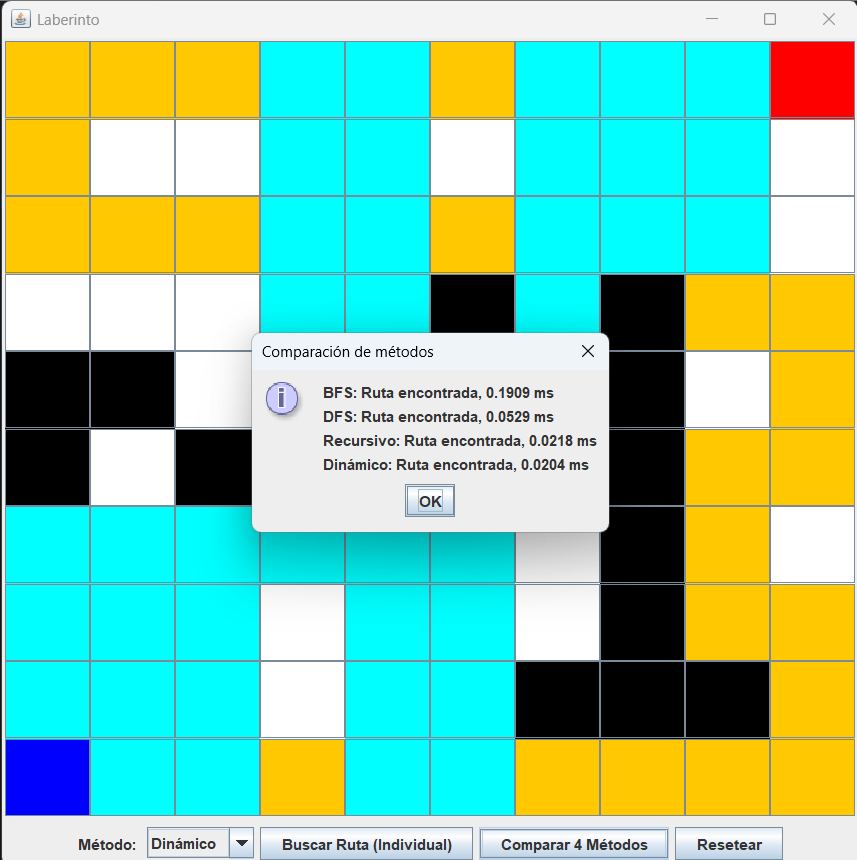 Laberinto
Comparación de métodos
BFS: Ruta encontrada, 0.1909 ms
DFS: Ruta encontrada, 0.0529 ms
Recursivo: Ruta encontrada, 0.0218 ms
Dinámico: Ruta encontrada, 0.0204 ms
OK
Método: Dinámico Buscar Ruta (Individual) Comparar 4 Métodos Resetear